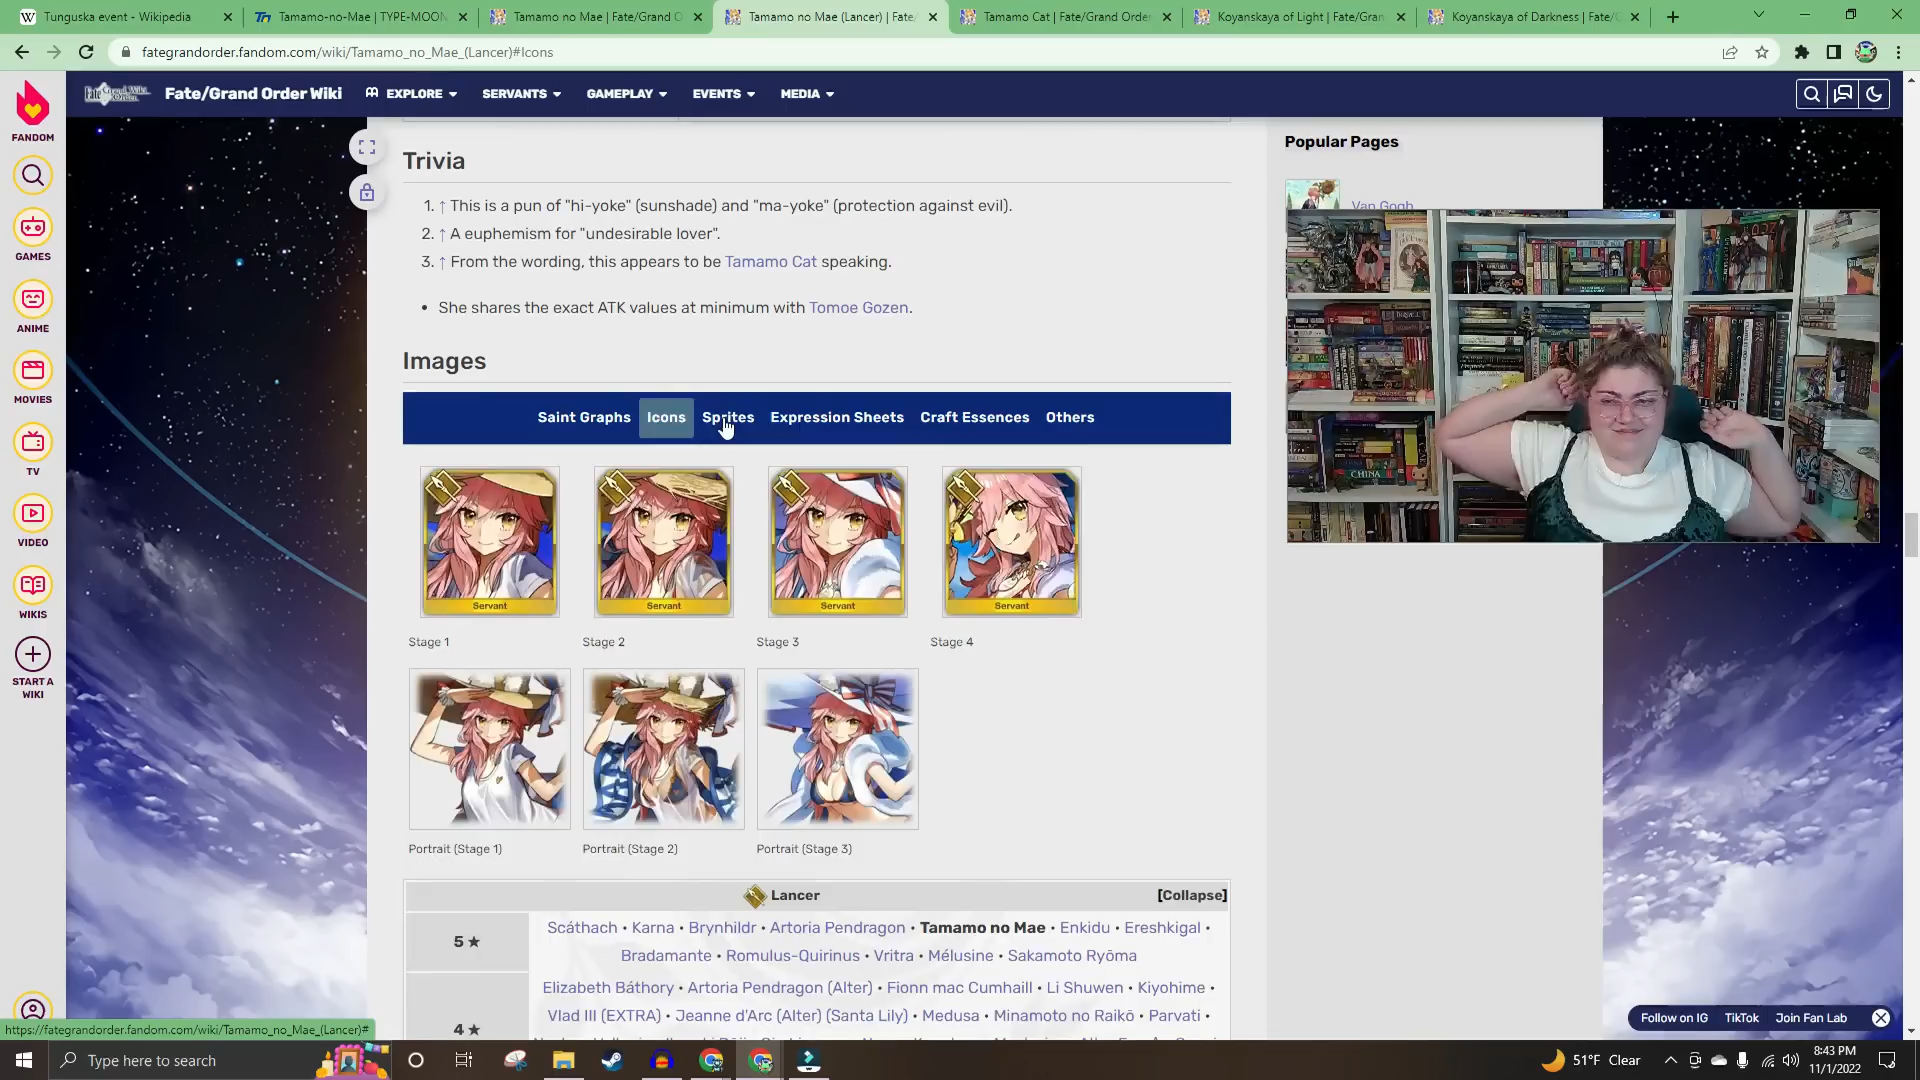 Tunguska event - Wikipedia
Tamamo-no-Mae | TYPE-MOON
Tamamo no Mae | Fate/Grand O
Tamamo no Mae (Lancer) | Fate/
Tamamo Cat | Fate/Grand Order
Koyanskaya of Light | Fate/Gran
Koyanskaya of Darkness | Fate/G
fategrandorder.fandom.com/wiki/Tamamo_no_Mae_(Lancer)#Icons
Fate/Grand Order Wiki
EXPLORE
SERVANTS
GAMEPLAY
EVENTS
MEDIA
FANDOM
GAMES
ANIME
MOVIES
TV
VIDEO
WIKIS
START A
WIKI
Trivia
1. ↑ This is a pun of "hi-yoke" (sunshade) and "ma-yoke" (protection against evil).
2. ↑ A euphemism for "undesirable lover".
3. ↑ From the wording, this appears to be Tamamo Cat speaking.
• She shares the exact ATK values at minimum with Tomoe Gozen.
Images
Saint Graphs Icons Sprites Expression Sheets Craft Essences Others
Servant Servant Servant Servant
Stage 1 Stage 2 Stage 3 Stage 4
Portrait (Stage 1) Portrait (Stage 2) Portrait (Stage 3)
Lancer [Collapse]
5 ★
Scáthach • Karna • Brynhildr • Artoria Pendragon • Tamamo no Mae • Enkidu • Ereshkigal •
Bradamante • Romulus-Quirinus • Vritra • Mélusine • Sakamoto Ryōma
4 ★
Elizabeth Báthory • Artoria Pendragon (Alter) • Fionn mac Cumhaill • Li Shuwen • Kiyohime •
Vlad III (EXTRA) • Jeanne d'Arc (Alter) (Santa Lily) • Medusa • Minamoto no Raikō • Parvati •
Popular Pages
Van Gogh
CHINA
Follow on IG TikTok Join Fan Lab
https://fategrandorder.fandom.com/wiki/Tamamo_no_Mae_(Lancer)#
Type here to search
51°F Clear
8:43 PM
11/1/2022